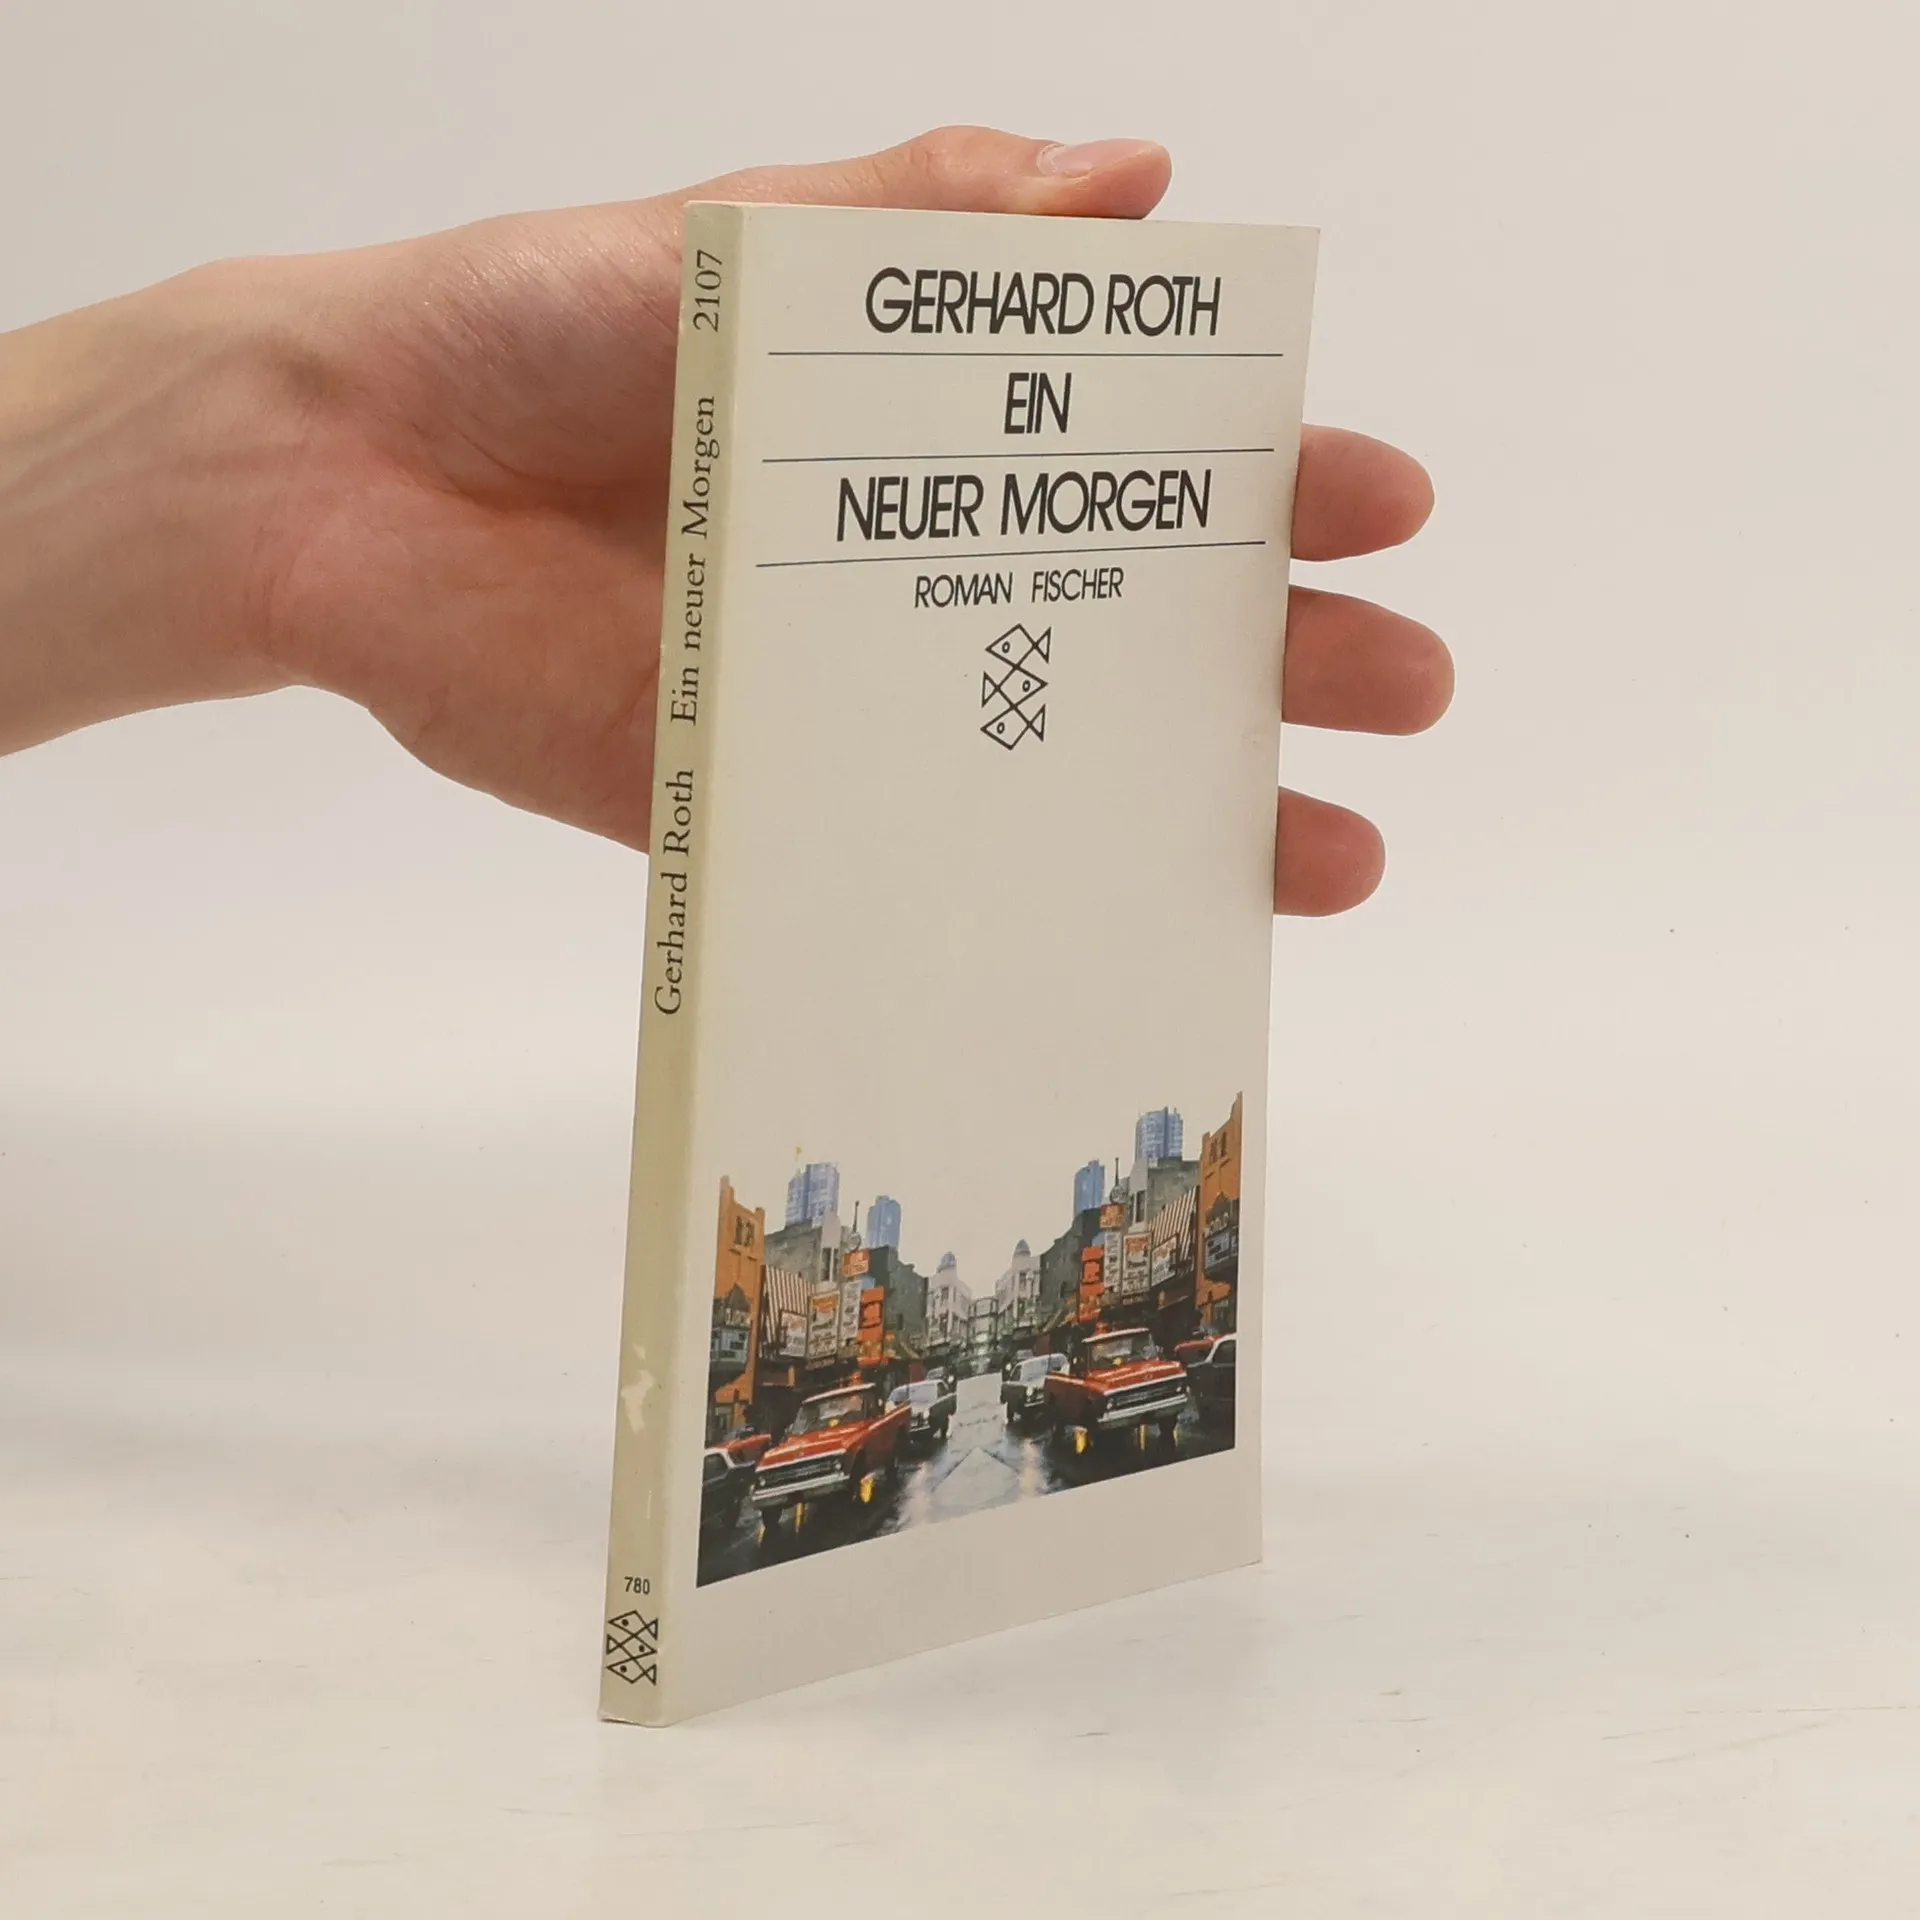 GERHARD ROTH
EIN
NEUER MORGEN
ROMAN FISCHER
Gerhard Roth Ein neuer Morgen 2107
780